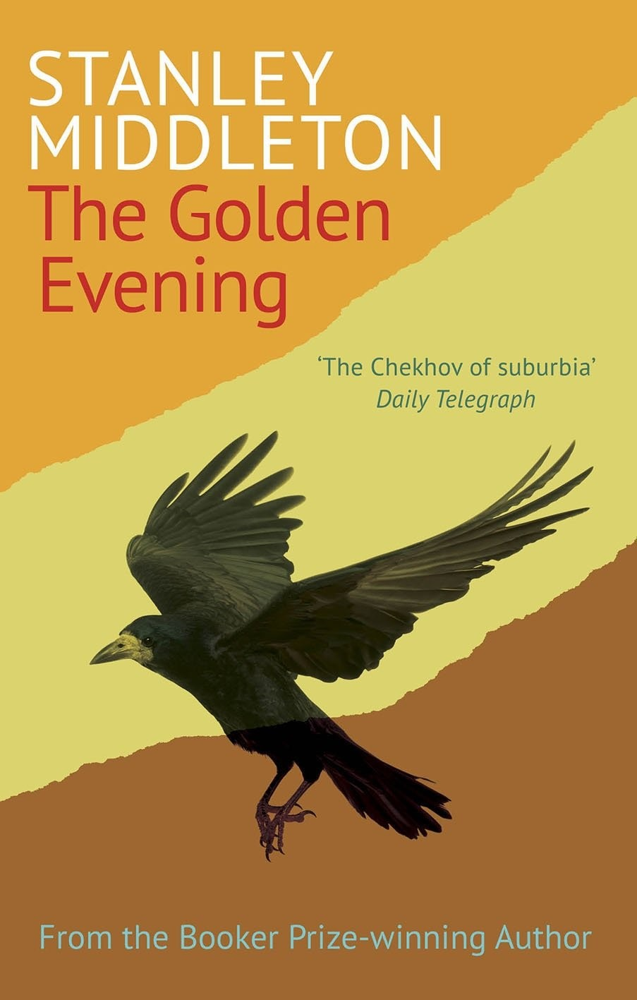 STANLEY
MIDDLETON
The Golden
Evening
‘The Chekhov of suburbia’
Daily Telegraph
From the Booker Prize-winning Author